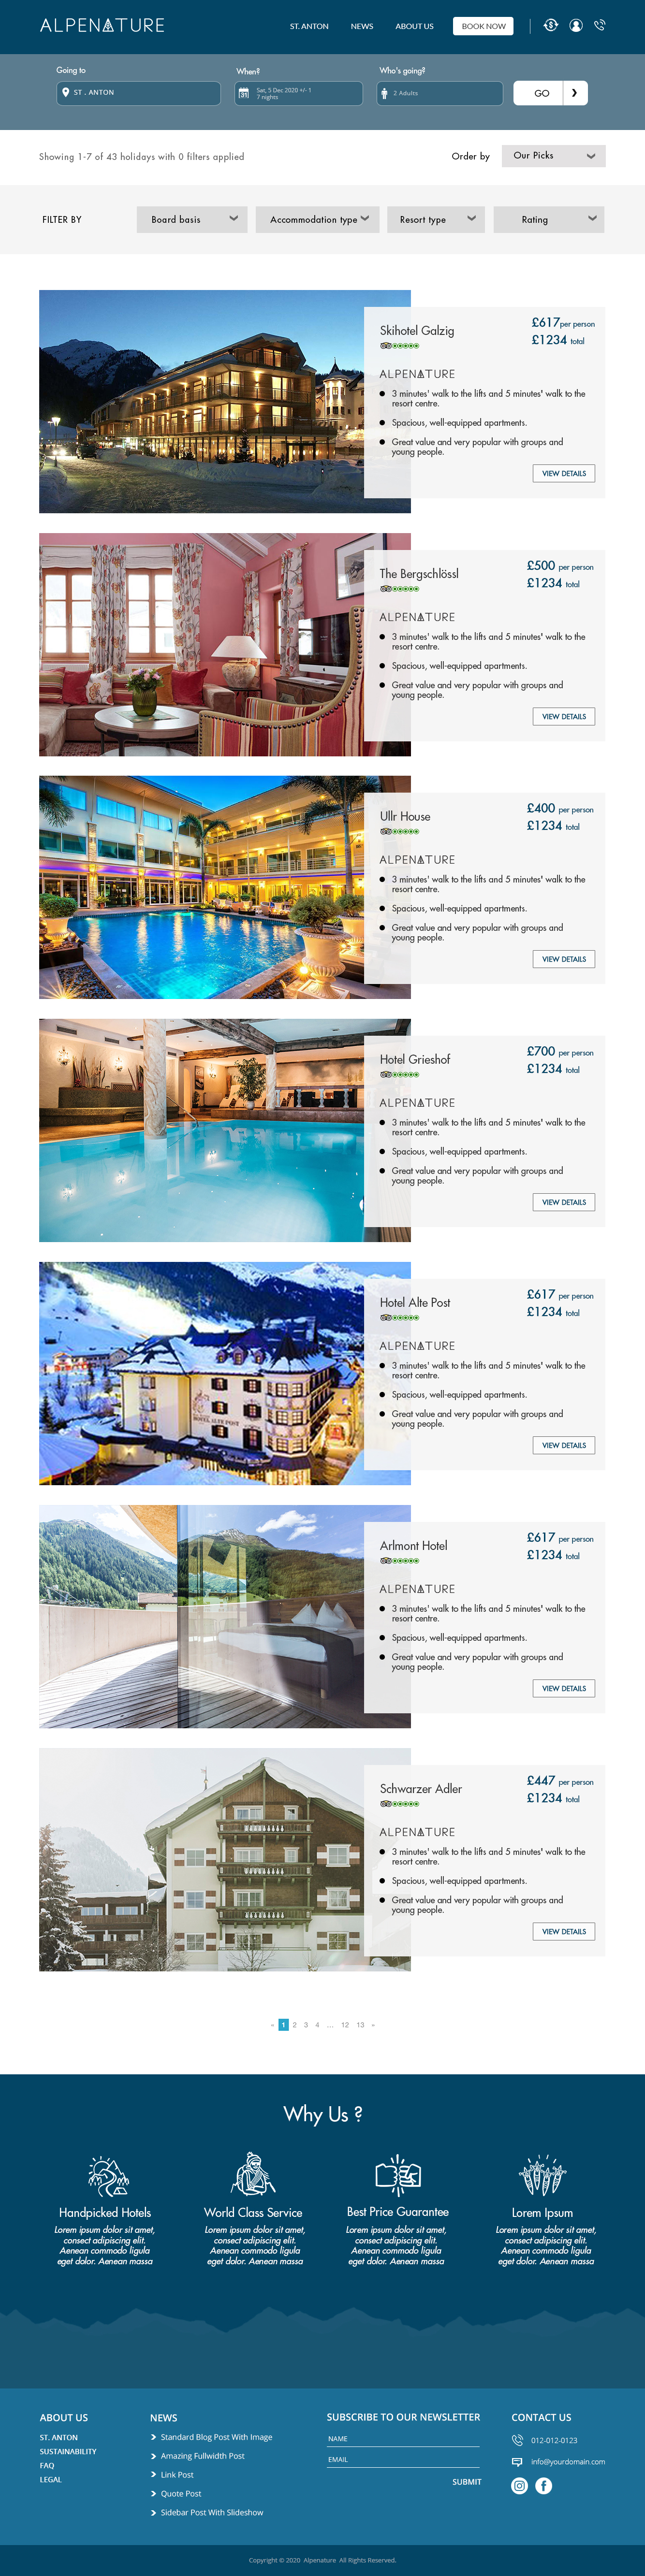 ALPENATURE
ST. ANTON NEWS ABOUT US BOOK NOW
Going to When? Who's going?
ST . ANTON
Sat, 5 Dec 2020 +/- 1
7 nights
2 Adults
GO
Showing 1-7 of 43 holidays with 0 filters applied
Order by Our Picks
FILTER BY Board basis Accommodation type Resort type Rating
Skihotel Galzig
£617per person
£1234 total
ALPENATURE
3 minutes' walk to the lifts and 5 minutes' walk to the
resort centre.
Spacious, well-equipped apartments.
Great value and very popular with groups and
young people.
VIEW DETAILS
The Bergschlössl
£500 per person
£1234 total
ALPENATURE
3 minutes' walk to the lifts and 5 minutes' walk to the
resort centre.
Spacious, well-equipped apartments.
Great value and very popular with groups and
young people.
VIEW DETAILS
Ullr House
£400 per person
£1234 total
ALPENATURE
3 minutes' walk to the lifts and 5 minutes' walk to the
resort centre.
Spacious, well-equipped apartments.
Great value and very popular with groups and
young people.
VIEW DETAILS
Hotel Grieshof
£700 per person
£1234 total
ALPENATURE
3 minutes' walk to the lifts and 5 minutes' walk to the
resort centre.
Spacious, well-equipped apartments.
Great value and very popular with groups and
young people.
VIEW DETAILS
HOTEL ALTE POST
Hotel Alte Post
£617 per person
£1234 total
ALPENATURE
3 minutes' walk to the lifts and 5 minutes' walk to the
resort centre.
Spacious, well-equipped apartments.
Great value and very popular with groups and
young people.
VIEW DETAILS
Arlmont Hotel
£617 per person
£1234 total
ALPENATURE
3 minutes' walk to the lifts and 5 minutes' walk to the
resort centre.
Spacious, well-equipped apartments.
Great value and very popular with groups and
young people.
VIEW DETAILS
Schwarzer Adler
£447 per person
£1234 total
ALPENATURE
3 minutes' walk to the lifts and 5 minutes' walk to the
resort centre.
Spacious, well-equipped apartments.
Great value and very popular with groups and
young people.
VIEW DETAILS
« 1 2 3 4 ... 12 13 »
Why Us ?
Handpicked Hotels
Lorem ipsum dolor sit amet,
consect adipiscing elit.
Aenean commodo ligula
eget dolor. Aenean massa
World Class Service
Lorem ipsum dolor sit amet,
consect adipiscing elit.
Aenean commodo ligula
eget dolor. Aenean massa
Best Price Guarantee
Lorem ipsum dolor sit amet,
consect adipiscing elit.
Aenean commodo ligula
eget dolor. Aenean massa
Lorem Ipsum
Lorem ipsum dolor sit amet,
consect adipiscing elit.
Aenean commodo ligula
eget dolor. Aenean massa
ABOUT US
ST. ANTON
SUSTAINABILITY
FAQ
LEGAL
NEWS
Standard Blog Post With Image
Amazing Fullwidth Post
Link Post
Quote Post
Sidebar Post With Slideshow
SUBSCRIBE TO OUR NEWSLETTER
NAME
EMAIL
SUBMIT
CONTACT US
012-012-0123
info@yourdomain.com
Copyright © 2020 Alpenature All Rights Reserved.